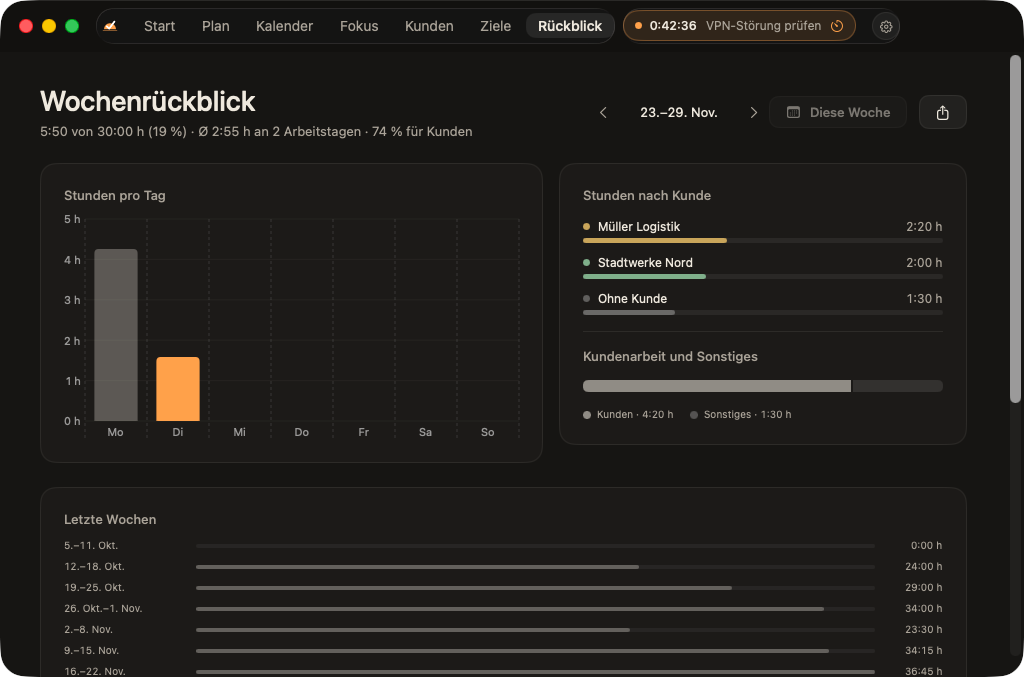 Start Plan Kalender Fokus Kunden Ziele Rückblick 0:42:36 VPN-Störung prüfen
Wochenrückblick
5:50 von 30:00 h (19 %) · Ø 2:55 h an 2 Arbeitstagen · 74 % für Kunden
23.–29. Nov.
Diese Woche
Stunden pro Tag
5 h
4 h
3 h
2 h
1 h
0 h
Mo Di Mi Do Fr Sa So
Stunden nach Kunde
Müller Logistik 2:20 h
Stadtwerke Nord 2:00 h
Ohne Kunde 1:30 h
Kundenarbeit und Sonstiges
Kunden · 4:20 h Sonstiges · 1:30 h
Letzte Wochen
5.–11. Okt. 0:00 h
12.–18. Okt. 24:00 h
19.–25. Okt. 29:00 h
26. Okt.–1. Nov. 34:00 h
2.–8. Nov. 23:30 h
9.–15. Nov. 34:15 h
16.–22. Nov. 36:45 h